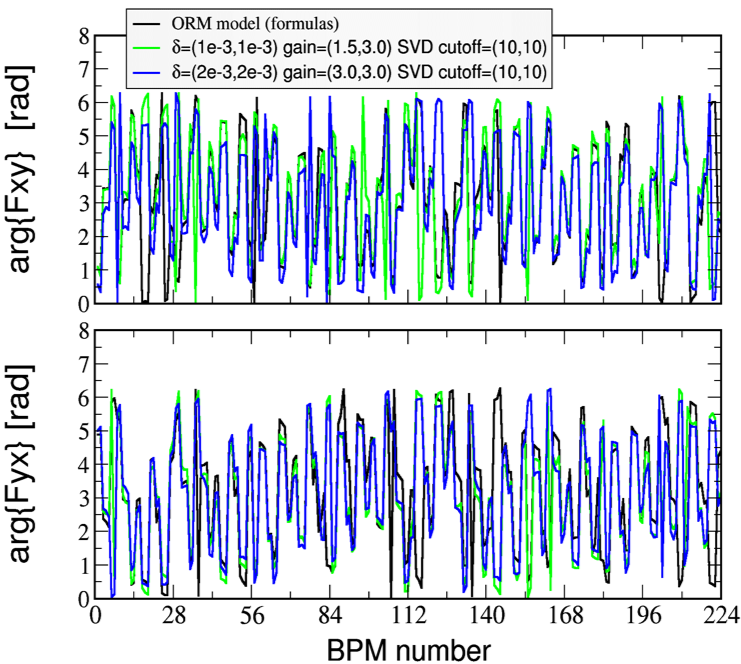 ORM model (formulas)
δ=(1e-3,1e-3) gain=(1.5,3.0) SVD cutoff=(10,10)
δ=(2e-3,2e-3) gain=(3.0,3.0) SVD cutoff=(10,10)
8
7
6
5
4
3
2
1
0
arg{Fxy} [rad]
8
7
6
5
4
3
2
1
0
arg{Fyx} [rad]
0 28 56 84 112 140 168 196 224
BPM number